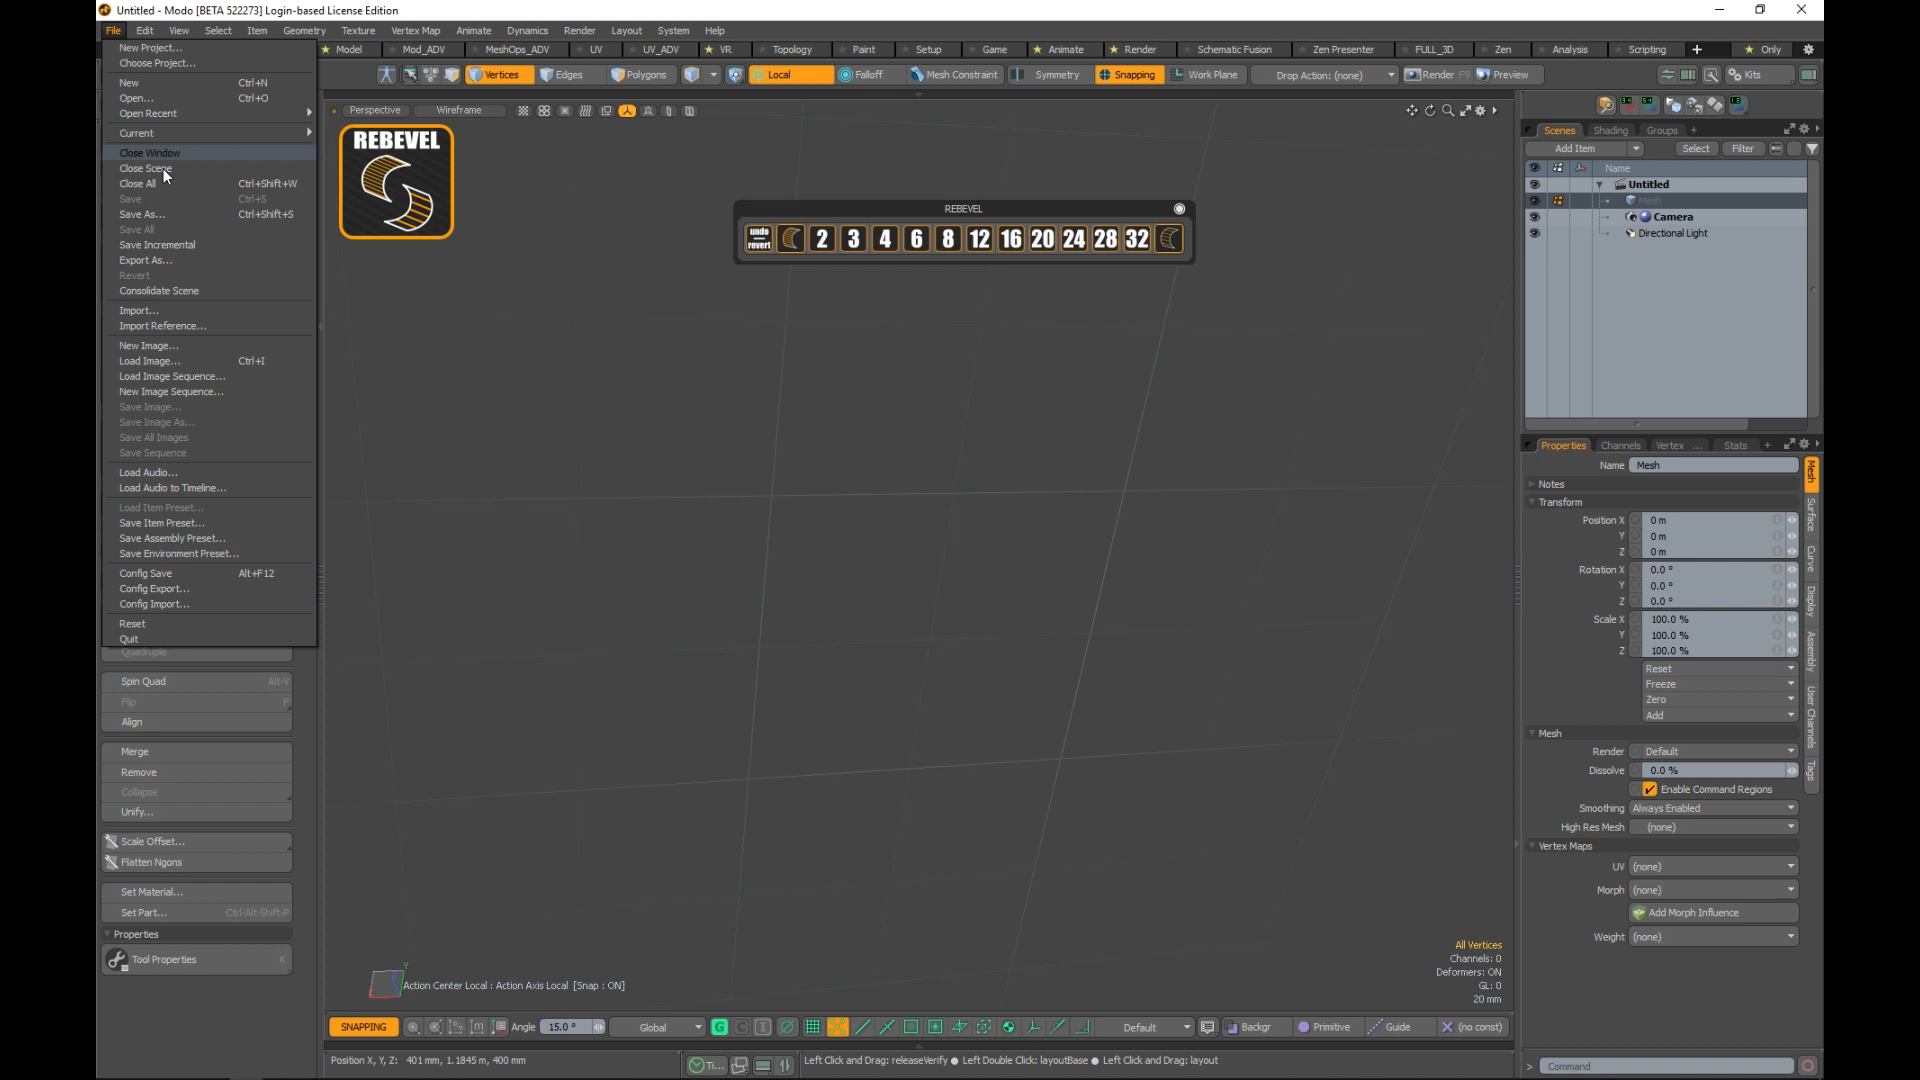 Untitled - Modo [BETA 522273] Login-based License Edition
File Edit View Select Item Geometry Texture Vertex Map Animate Dynamics Render Layout System Help
Model Mod_ADV MeshOps_ADV UV UV_ADV VR Topology Paint Setup Game Animate Render Schematic Fusion Zen Presenter FULL_3D Zen Analysis Scripting + Only
Vertices Edges Polygons Local Falloff Mesh Constraint Symmetry Snapping Work Plane Drop Action: (none) Render F9 Preview Kits
New Project...
Choose Project...
New Ctrl+N
Open... Ctrl+O
Open Recent
Current
Close Window
Close Scene
Close All Ctrl+Shift+W
Save Ctrl+S
Save As... Ctrl+Shift+S
Save All
Save Incremental
Export As...
Revert
Consolidate Scene
Import...
Import Reference...
New Image...
Load Image... Ctrl+I
Load Image Sequence...
New Image Sequence...
Save Image...
Save Image As...
Save All Images
Save Sequence
Load Audio...
Load Audio to Timeline...
Load Item Preset...
Save Item Preset...
Save Assembly Preset...
Save Environment Preset...
Config Save Alt+F12
Config Export...
Config Import...
Reset
Quit
Quadruple
Spin Quad Alt-V
Flip F
Align
Merge
Remove
Collapse
Unify...
Scale Offset...
Flatten Ngons
Set Material...
Set Part... Ctrl-Alt-Shift-P
Properties
Tool Properties K
Perspective Wireframe
REBEVEL
REBEVEL
undo
revert
2 3 4 6 8 12 16 20 24 28 32
All Vertices
Channels: 0
Deformers: ON
GL: 0
20 mm
Y
Action Center Local ; Action Axis Local [Snap : ON]
SNAPPING Angle 15.0 ° Global G C I Default Backgr Primitive Guide (no const)
Position X, Y, Z: 401 mm, 1.1845 m, 400 mm
Ti...
Left Click and Drag: releaseVerify ● Left Double Click: layoutBase ● Left Click and Drag: layout
Scenes Shading Groups +
Add Item Select Filter
Name
Untitled
Mesh
Camera
Directional Light
Properties Channels Vertex ... Stats +
Name Mesh
Notes
Transform
Position X 0 m
Y 0 m
Z 0 m
Rotation X 0.0 °
Y 0.0 °
Z 0.0 °
Scale X 100.0 %
Y 100.0 %
Z 100.0 %
Reset
Freeze
Zero
Add
Mesh
Render Default
Dissolve 0.0 %
Enable Command Regions
Smoothing Always Enabled
High Res Mesh (none)
Vertex Maps
UV (none)
Morph (none)
Add Morph Influence
Weight (none)
Mesh
Surface
Curve
Display
Assembly
User Channels
Tags
> Command